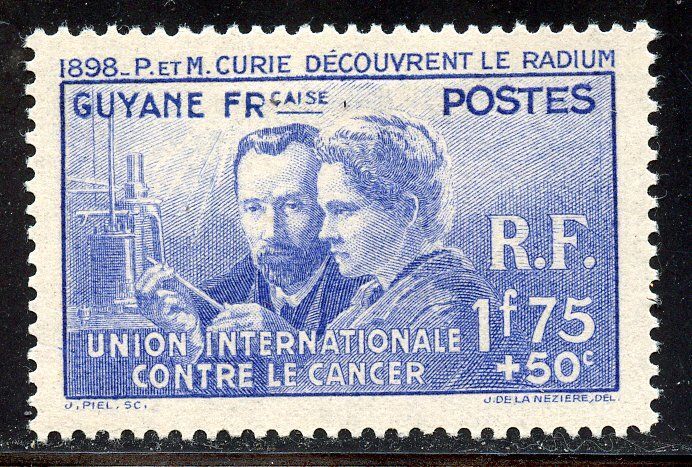 1898_P.ET M. CURIE DÉCOUVRENT LE RADIUM
GUYANE FRÇAISE POSTES
R.F.
1f75
+50c
UNION INTERNATIONALE
CONTRE LE CANCER
J. PIEL. SC. J. DE LA NEZIERE, DEL.